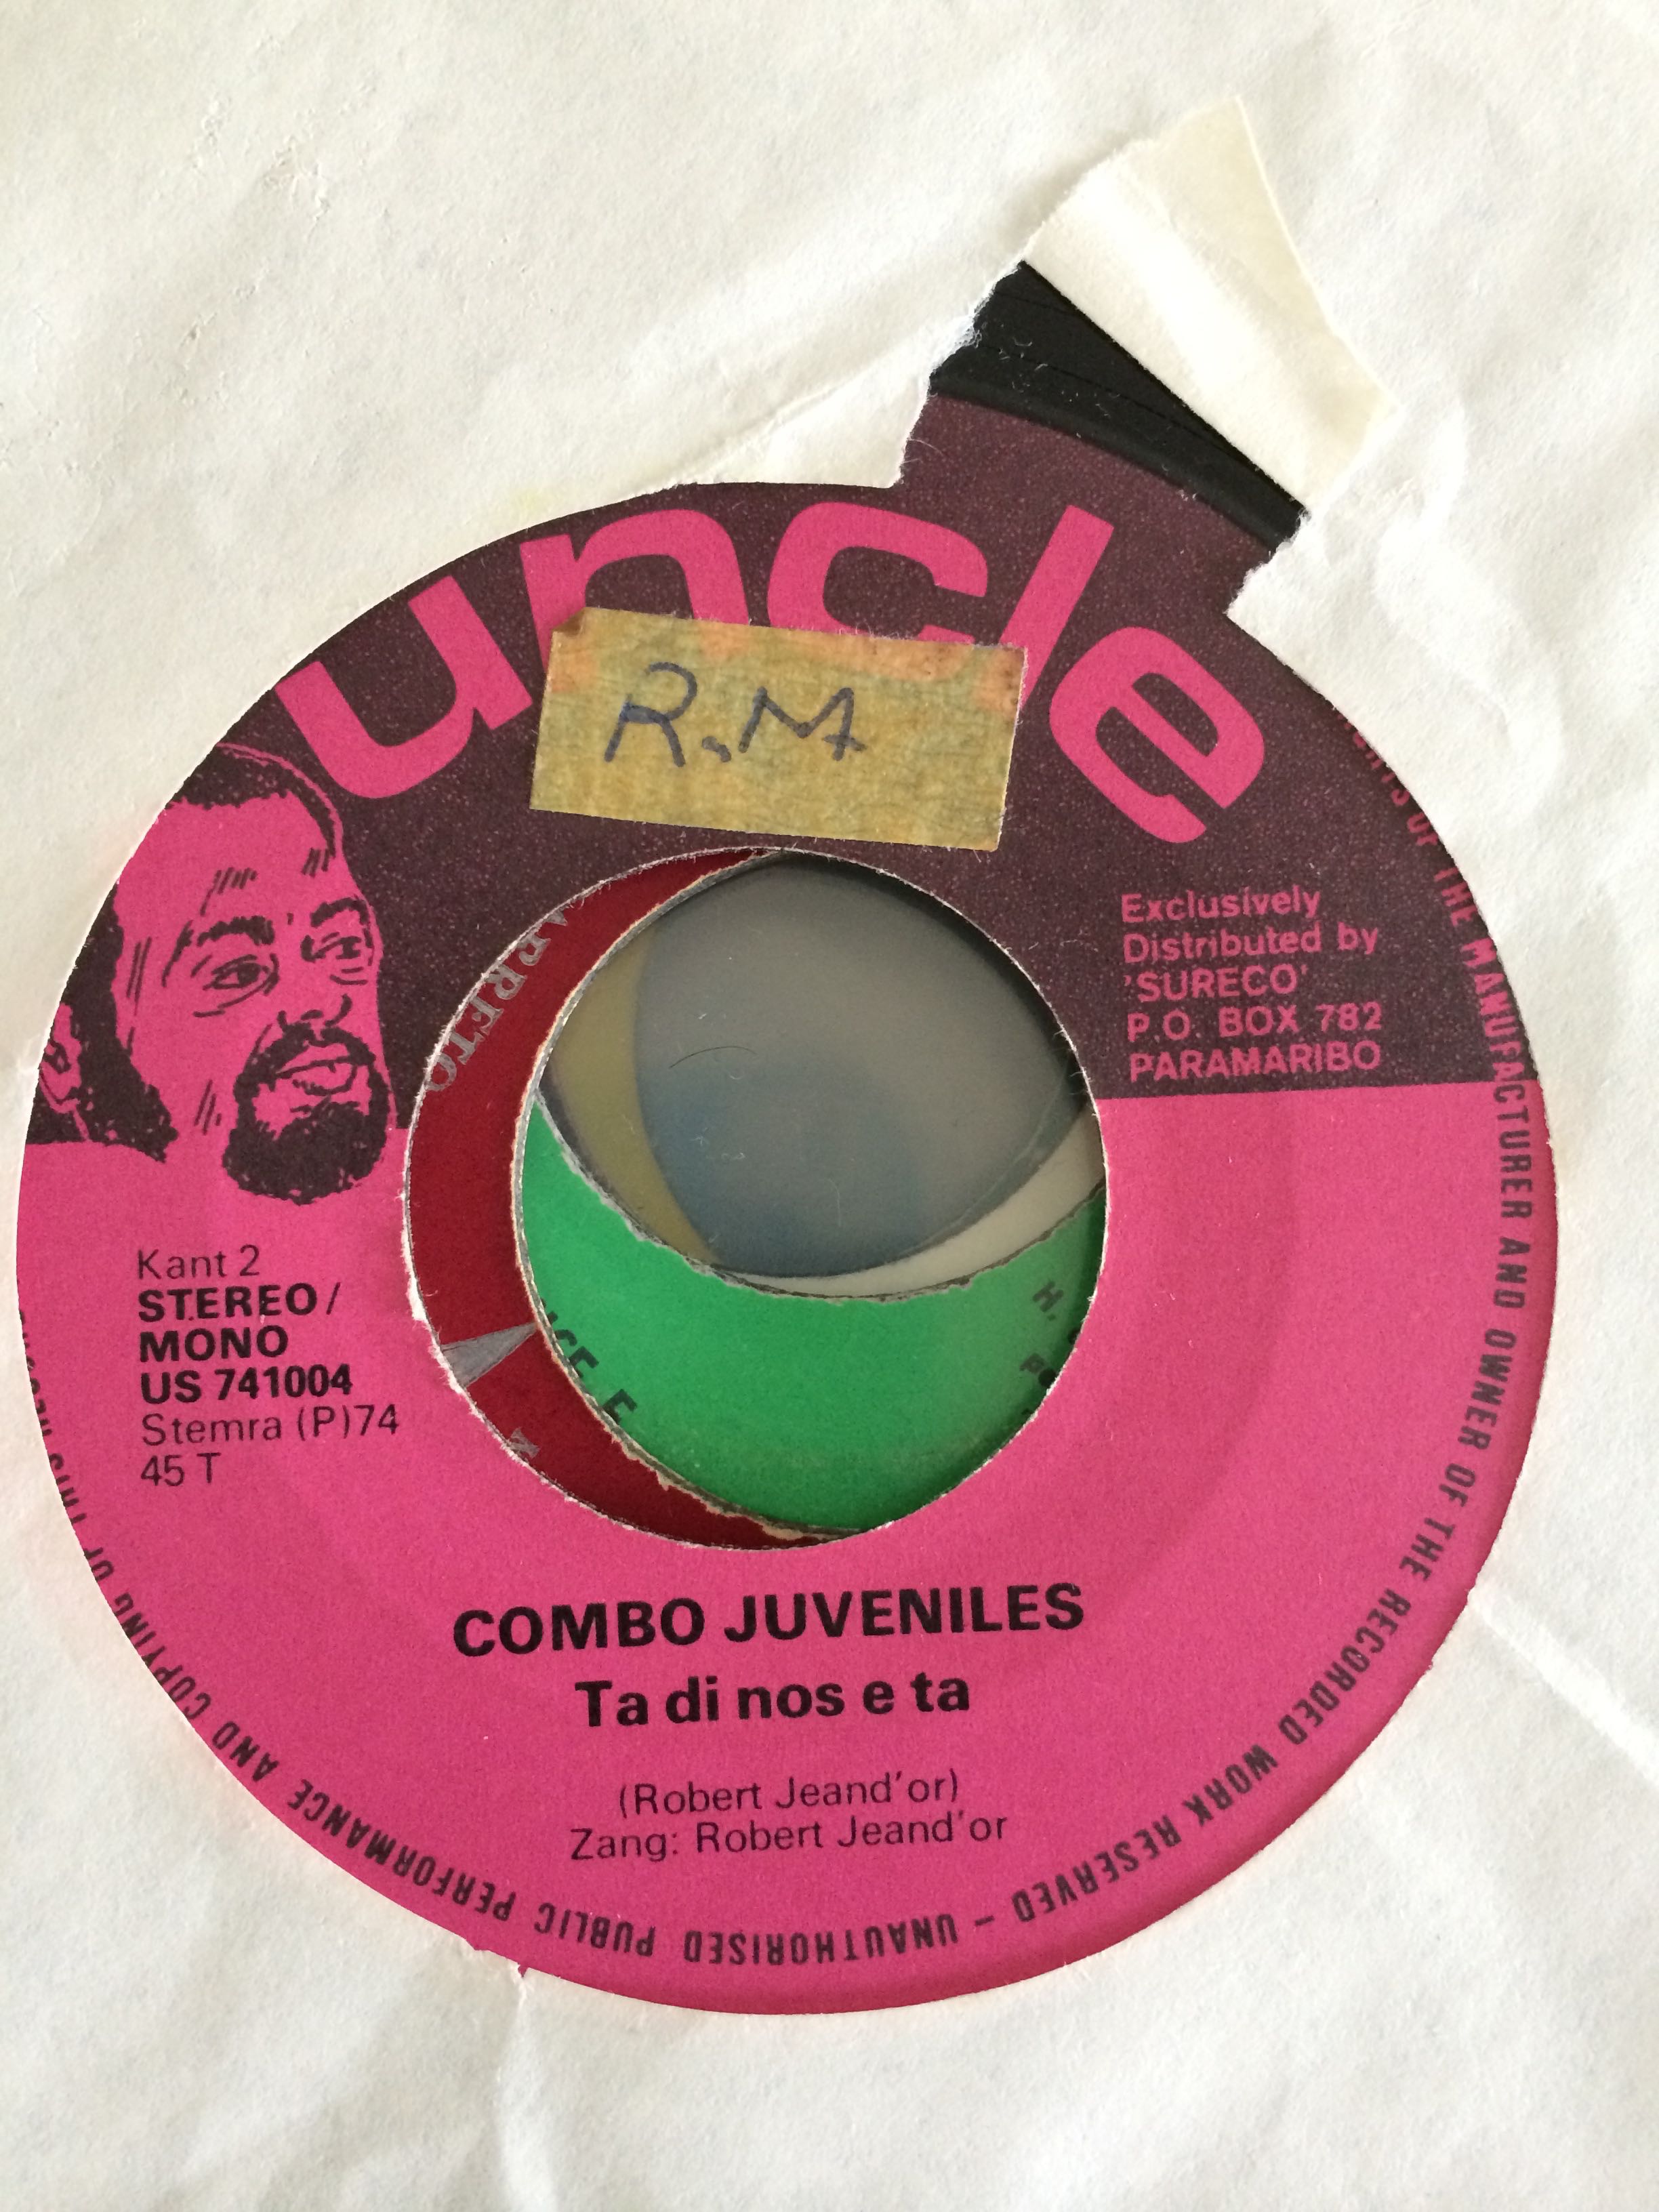 uncle
R.M
Exclusively
Distributed by
'SURECO'
P.O. BOX 782
PARAMARIBO
Kant 2
STEREO/
MONO
US 741004
Stemra (P)74
45 T
COMBO JUVENILES
Ta di nos e ta
(Robert Jeand'or)
Zang: Robert Jeand'or
OF THE MANUFACTURER AND OWNER OF THE RECORDED WORK RESERVED – UNAUTHORISED PUBLIC PERFORMANCE AND COPYING OF THIS
H.